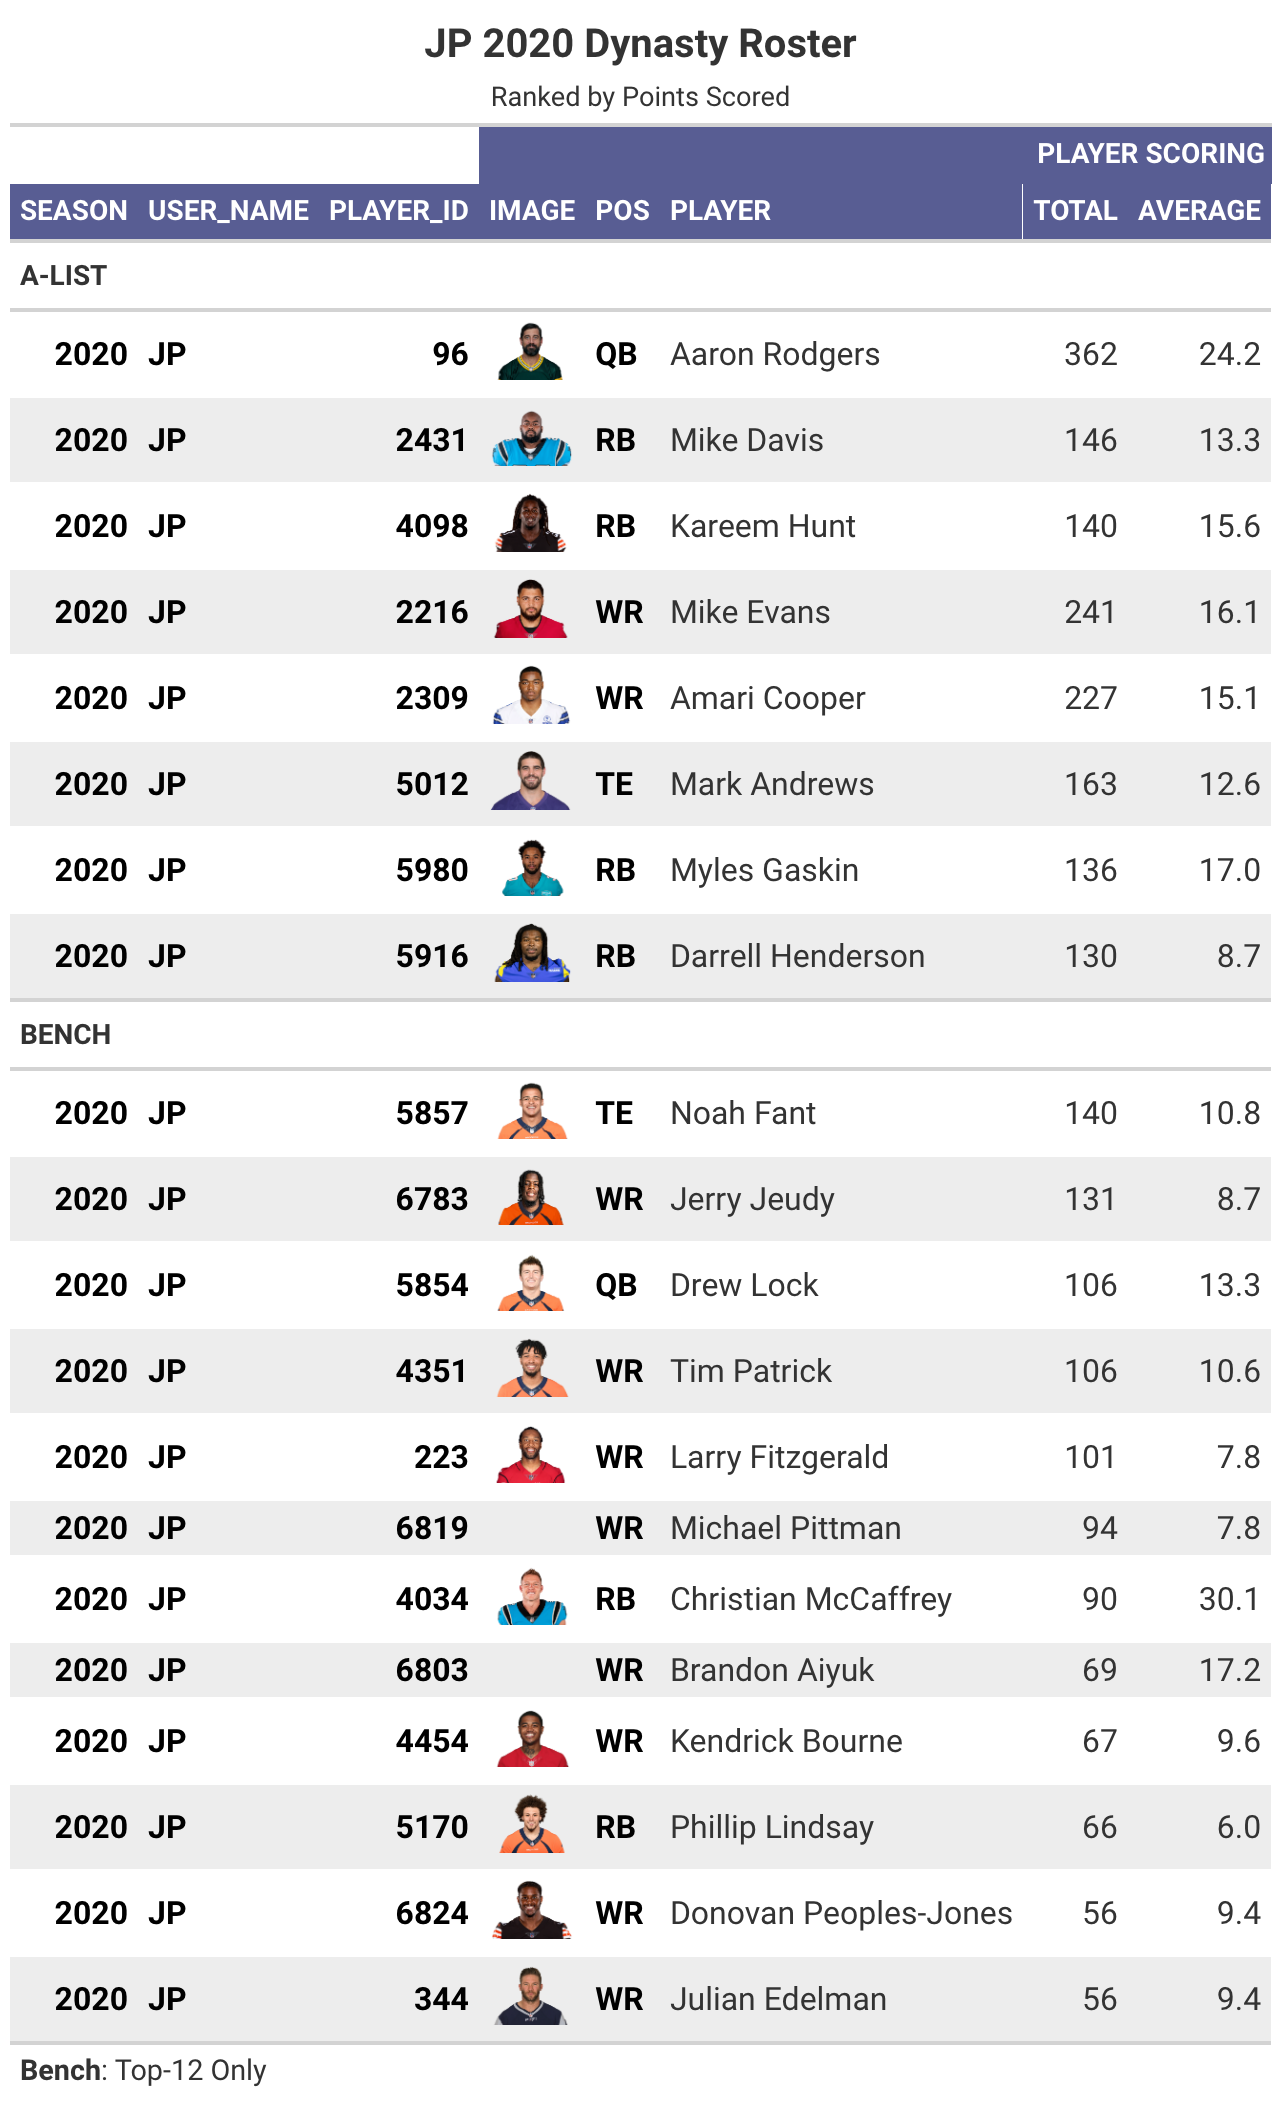 JP 2020 Dynasty Roster
Ranked by Points Scored
PLAYER SCORING
SEASON USER_NAME PLAYER_ID IMAGE POS PLAYER TOTAL AVERAGE
A-LIST
2020 JP 96 QB Aaron Rodgers 362 24.2
2020 JP 2431 RB Mike Davis 146 13.3
2020 JP 4098 RB Kareem Hunt 140 15.6
2020 JP 2216 WR Mike Evans 241 16.1
2020 JP 2309 WR Amari Cooper 227 15.1
2020 JP 5012 TE Mark Andrews 163 12.6
2020 JP 5980 RB Myles Gaskin 136 17.0
2020 JP 5916 RB Darrell Henderson 130 8.7
BENCH
2020 JP 5857 TE Noah Fant 140 10.8
2020 JP 6783 WR Jerry Jeudy 131 8.7
2020 JP 5854 QB Drew Lock 106 13.3
2020 JP 4351 WR Tim Patrick 106 10.6
2020 JP 223 WR Larry Fitzgerald 101 7.8
2020 JP 6819 WR Michael Pittman 94 7.8
2020 JP 4034 RB Christian McCaffrey 90 30.1
2020 JP 6803 WR Brandon Aiyuk 69 17.2
2020 JP 4454 WR Kendrick Bourne 67 9.6
2020 JP 5170 RB Phillip Lindsay 66 6.0
2020 JP 6824 WR Donovan Peoples-Jones 56 9.4
2020 JP 344 WR Julian Edelman 56 9.4
Bench: Top-12 Only